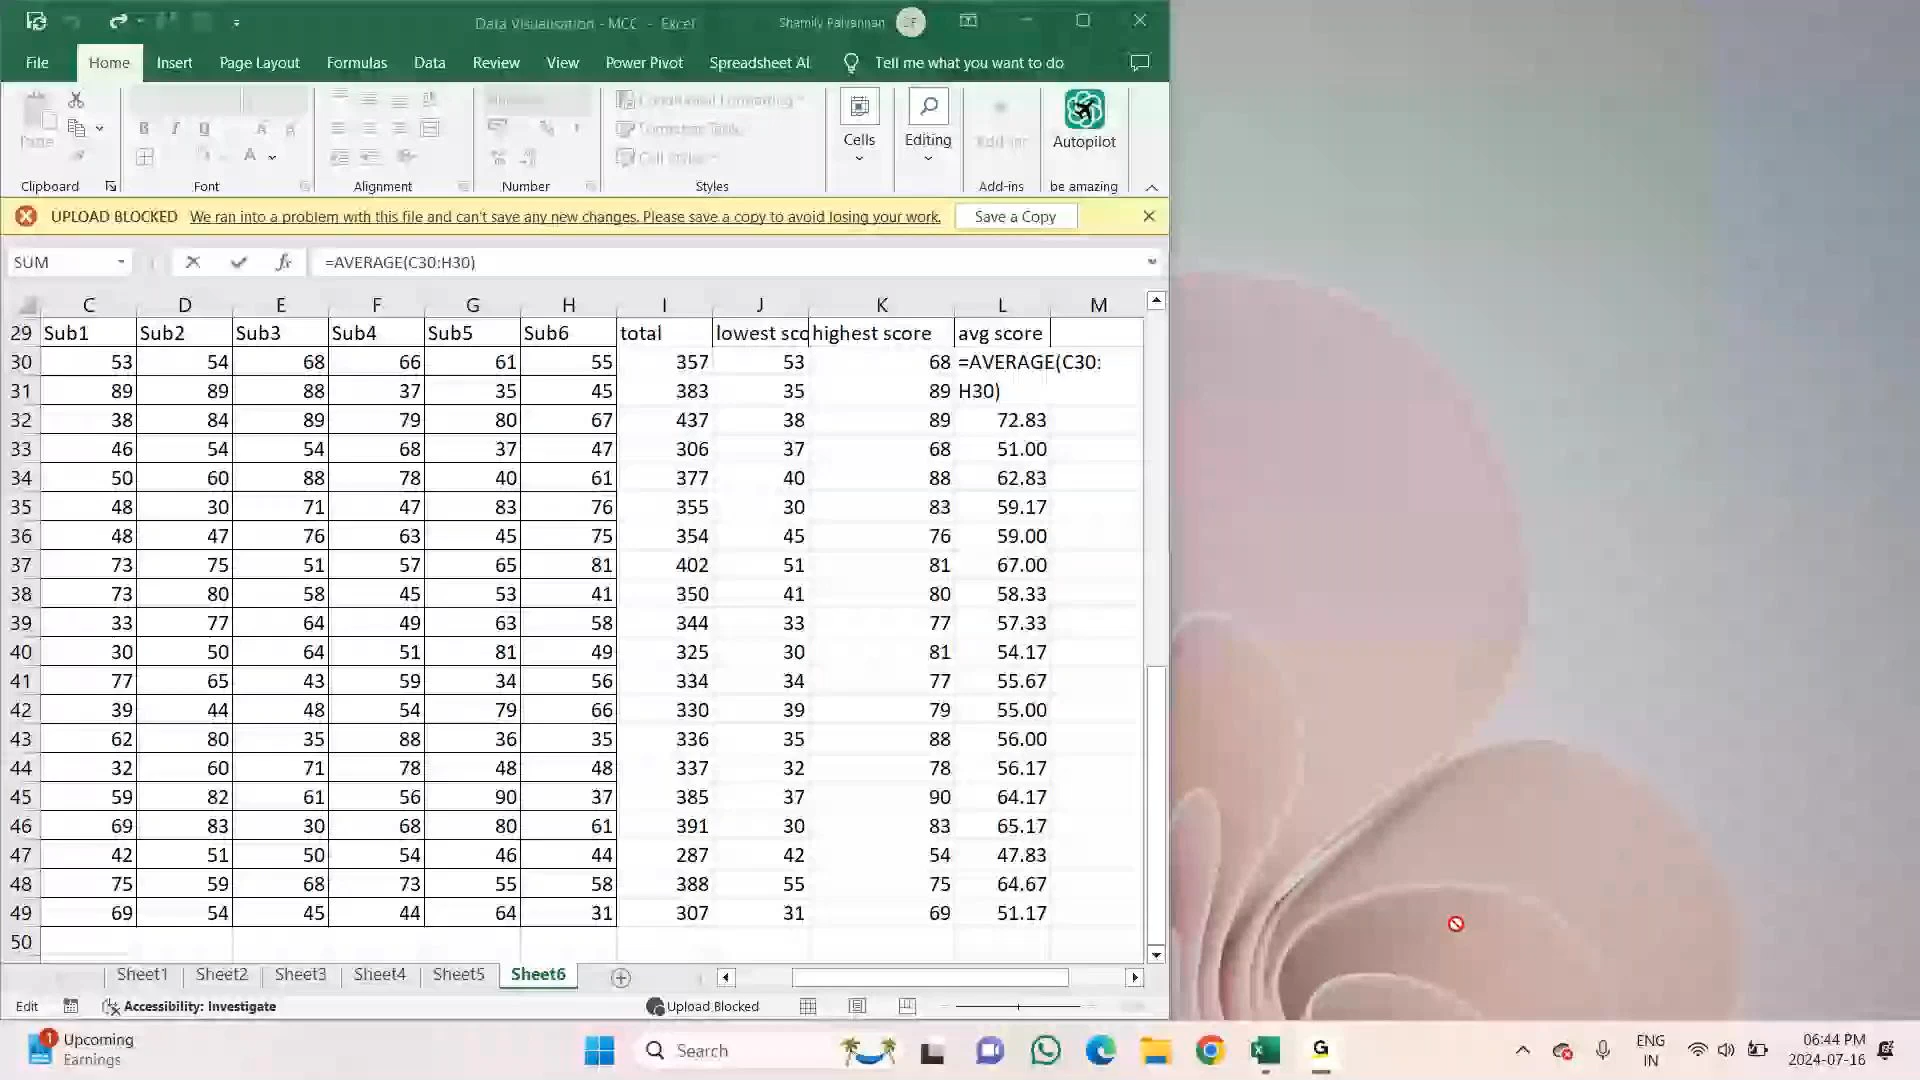 Data Visualisation - MCC - Excel
Shamily Paivannan
File Home Insert Page Layout Formulas Data Review View Power Pivot Spreadsheet AI Tell me what you want to do
Paste
Conditional Formatting
Cell Styles
Cells
Editing
Add-ins
Autopilot
Clipboard Font Alignment Number Styles Add-ins be amazing
UPLOAD BLOCKED We ran into a problem with this file and can't save any new changes. Please save a copy to avoid losing your work. Save a Copy
SUM fx =AVERAGE(C30:H30)
C D E F G H I J K L M
29 Sub1 Sub2 Sub3 Sub4 Sub5 Sub6 total lowest sco highest score avg score
30 53 54 68 66 61 55 357 53 68 =AVERAGE(C30:
31 89 89 88 37 35 45 383 35 89 H30)
32 38 84 89 79 80 67 437 38 89 72.83
33 46 54 54 68 37 47 306 37 68 51.00
34 50 60 88 78 40 61 377 40 88 62.83
35 48 30 71 47 83 76 355 30 83 59.17
36 48 47 76 63 45 75 354 45 76 59.00
37 73 75 51 57 65 81 402 51 81 67.00
38 73 80 58 45 53 41 350 41 80 58.33
39 33 77 64 49 63 58 344 33 77 57.33
40 30 50 64 51 81 49 325 30 81 54.17
41 77 65 43 59 34 56 334 34 77 55.67
42 39 44 48 54 79 66 330 39 79 55.00
43 62 80 35 88 36 35 336 35 88 56.00
44 32 60 71 78 48 48 337 32 78 56.17
45 59 82 61 56 90 37 385 37 90 64.17
46 69 83 30 68 80 61 391 30 83 65.17
47 42 51 50 54 46 44 287 42 54 47.83
48 75 59 68 73 55 58 388 55 75 64.67
49 69 54 45 44 64 31 307 31 69 51.17
50
Sheet1 Sheet2 Sheet3 Sheet4 Sheet5 Sheet6
Edit Accessibility: Investigate Upload Blocked
1 Upcoming
Earnings
Search
ENG
IN
06:44 PM
2024-07-16